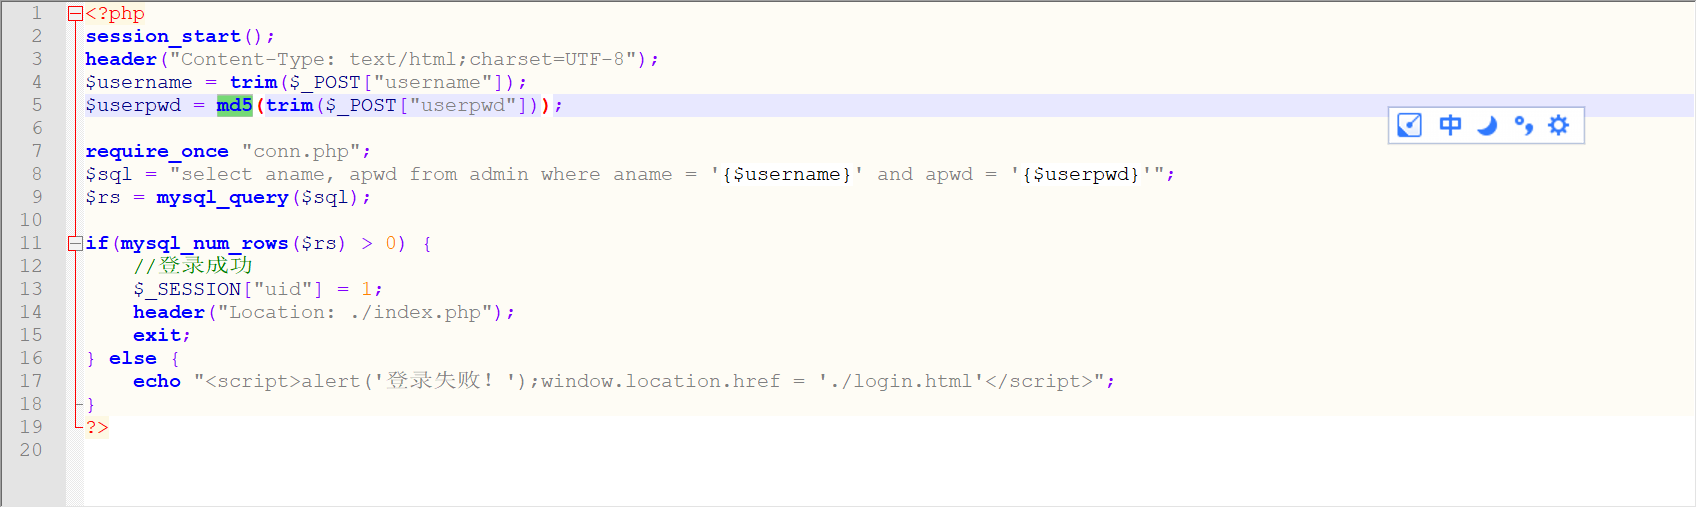 1 <?php
2 session_start();
3 header("Content-Type: text/html;charset=UTF-8");
4 $username = trim($_POST["username"]);
5 $userpwd = md5(trim($_POST["userpwd"]));
6
7 require_once "conn.php";
8 $sql = "select aname, apwd from admin where aname = '{$username}' and apwd = '{$userpwd}'";
9 $rs = mysql_query($sql);
10
11 if(mysql_num_rows($rs) > 0) {
12 //登录成功
13 $_SESSION["uid"] = 1;
14 header("Location: ./index.php");
15 exit;
16 } else {
17 echo "<script>alert('登录失败！');window.location.href = './login.html'</script>";
18 }
19 ?>
20
中